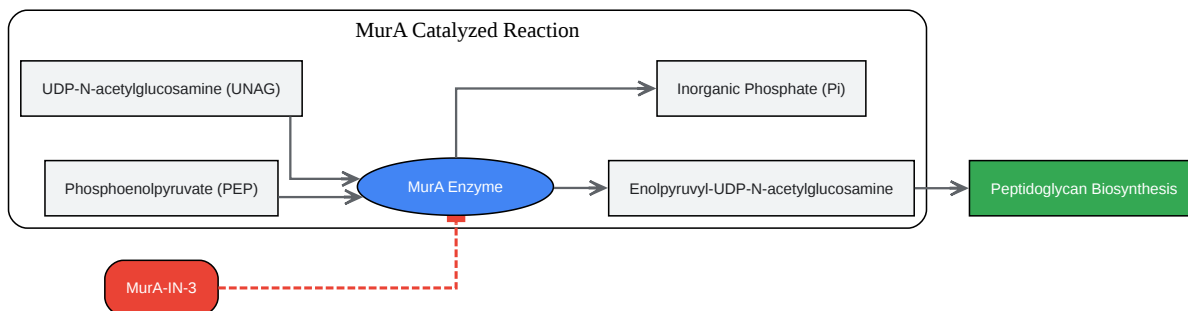 MurA Catalyzed Reaction
UDP-N-acetylglucosamine (UNAG)
Inorganic Phosphate (Pi)
Phosphoenolpyruvate (PEP)
MurA Enzyme
Enolpyruvyl-UDP-N-acetylglucosamine
Peptidoglycan Biosynthesis
MurA-IN-3